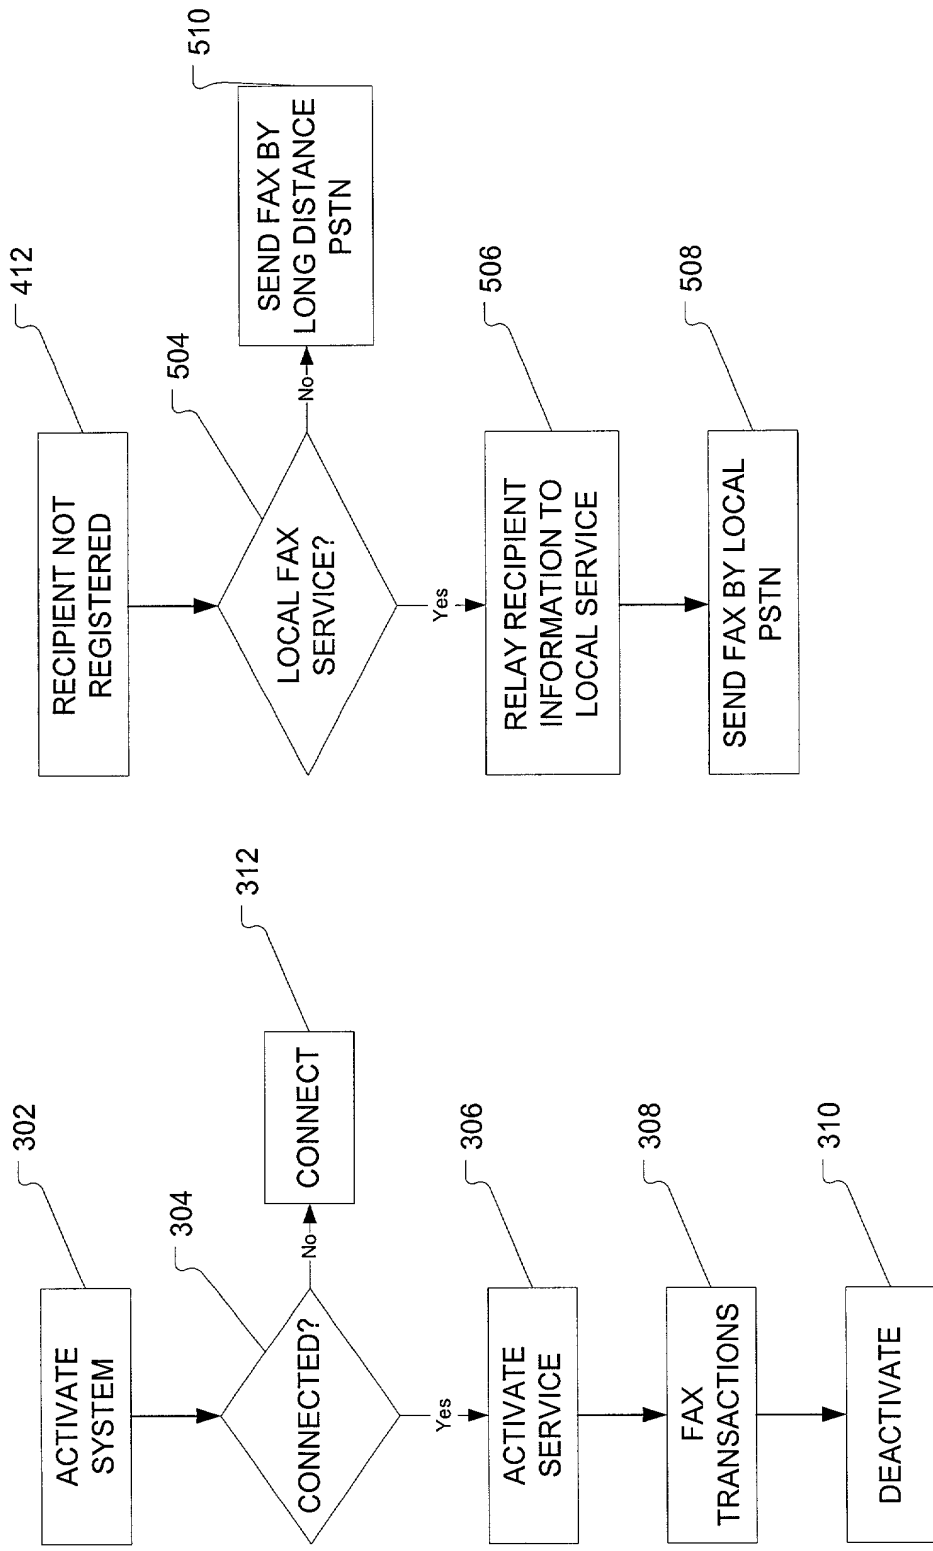 ACTIVATE
SYSTEM
302
CONNECTED?
304
No
CONNECT
312
Yes
ACTIVATE
SERVICE
306
FAX
TRANSACTIONS
308
DEACTIVATE
310
RECIPIENT NOT
REGISTERED
412
LOCAL FAX
SERVICE?
504
No
SEND FAX BY
LONG DISTANCE
PSTN
510
Yes
RELAY RECIPIENT
INFORMATION TO
LOCAL SERVICE
506
SEND FAX BY LOCAL
PSTN
508